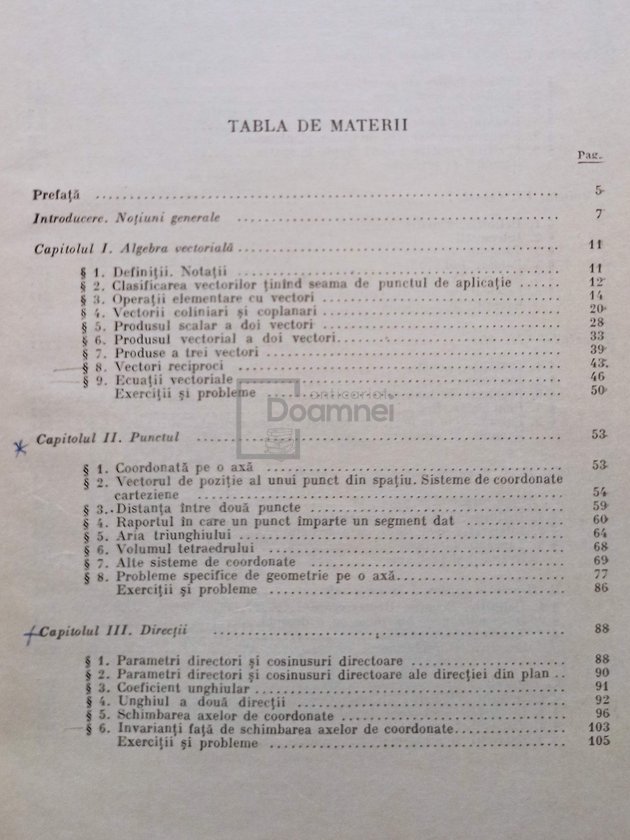 TABLA DE MATERII
Pag.
Prefață .......... 5
Introducere. Noțiuni generale .......... 7
Capitolul I. Algebra vectorială .......... 11
§ 1. Definiții. Notații .......... 11
§ 2. Clasificarea vectorilor ținînd seama de punctul de aplicație .......... 12
§ 3. Operații elementare cu vectori .......... 14
§ 4. Vectorii coliniari și coplanari .......... 20
§ 5. Produsul scalar a doi vectori .......... 28
§ 6. Produsul vectorial a doi vectori .......... 33
§ 7. Produse a trei vectori .......... 39
§ 8. Vectori reciproci .......... 43
§ 9. Ecuații vectoriale .......... 46
Exerciții și probleme .......... 50
anticariat
Doamnei
Capitolul II. Punctul .......... 53
§ 1. Coordonată pe o axă .......... 53
§ 2. Vectorul de poziție al unui punct din spațiu. Sisteme de coordonate
carteziene .......... 54
§ 3. Distanța între două puncte .......... 59
§ 4. Raportul în care un punct împarte un segment dat .......... 60
§ 5. Aria triunghiului .......... 64
§ 6. Volumul tetraedrului .......... 68
§ 7. Alte sisteme de coordonate .......... 69
§ 8. Probleme specifice de geometrie pe o axă .......... 77
Exerciții și probleme .......... 86
Capitolul III. Direcții .......... 88
§ 1. Parametri directori și cosinusuri directoare .......... 88
§ 2. Parametri directori și cosinusuri directoare ale direcției din plan .. 90
§ 3. Coeficient unghiular .......... 91
§ 4. Unghiul a două direcții .......... 92
§ 5. Schimbarea axelor de coordonate .......... 96
§ 6. Invarianți față de schimbarea axelor de coordonate .......... 103
Exerciții și probleme .......... 105